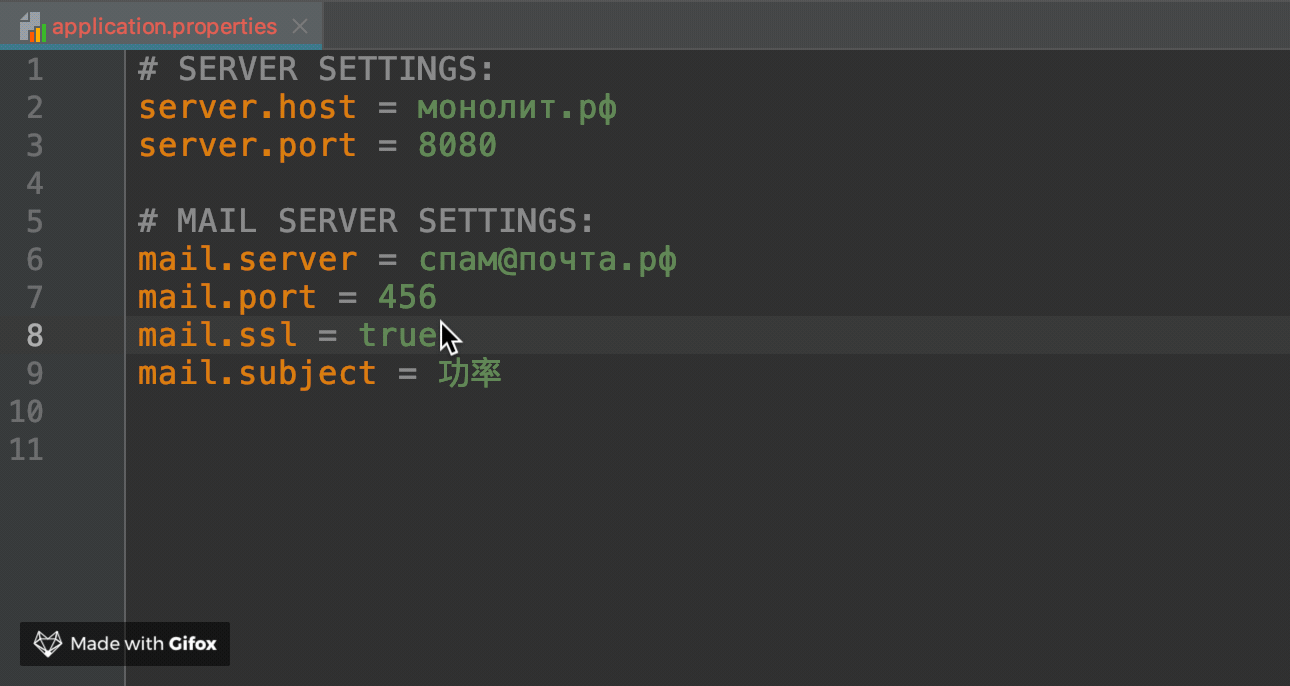 application.properties
1 # SERVER SETTINGS:
2 server.host = монолит.рф
3 server.port = 8080
4
5 # MAIL SERVER SETTINGS:
6 mail.server = спам@почта.рф
7 mail.port = 456
8 mail.ssl = true
9 mail.subject = 功率
10
11
Made with Gifox